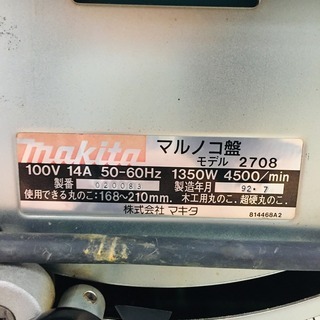 makita マルノコ盤
モデル 2708
100V 14A 50-60Hz 1350W 4500/min
製番 020083 製造年月 92・7
使用できる丸のこ:168~210mm. 木工用丸のこ. 超硬丸のこ.
株式会社 マキタ 814468A2